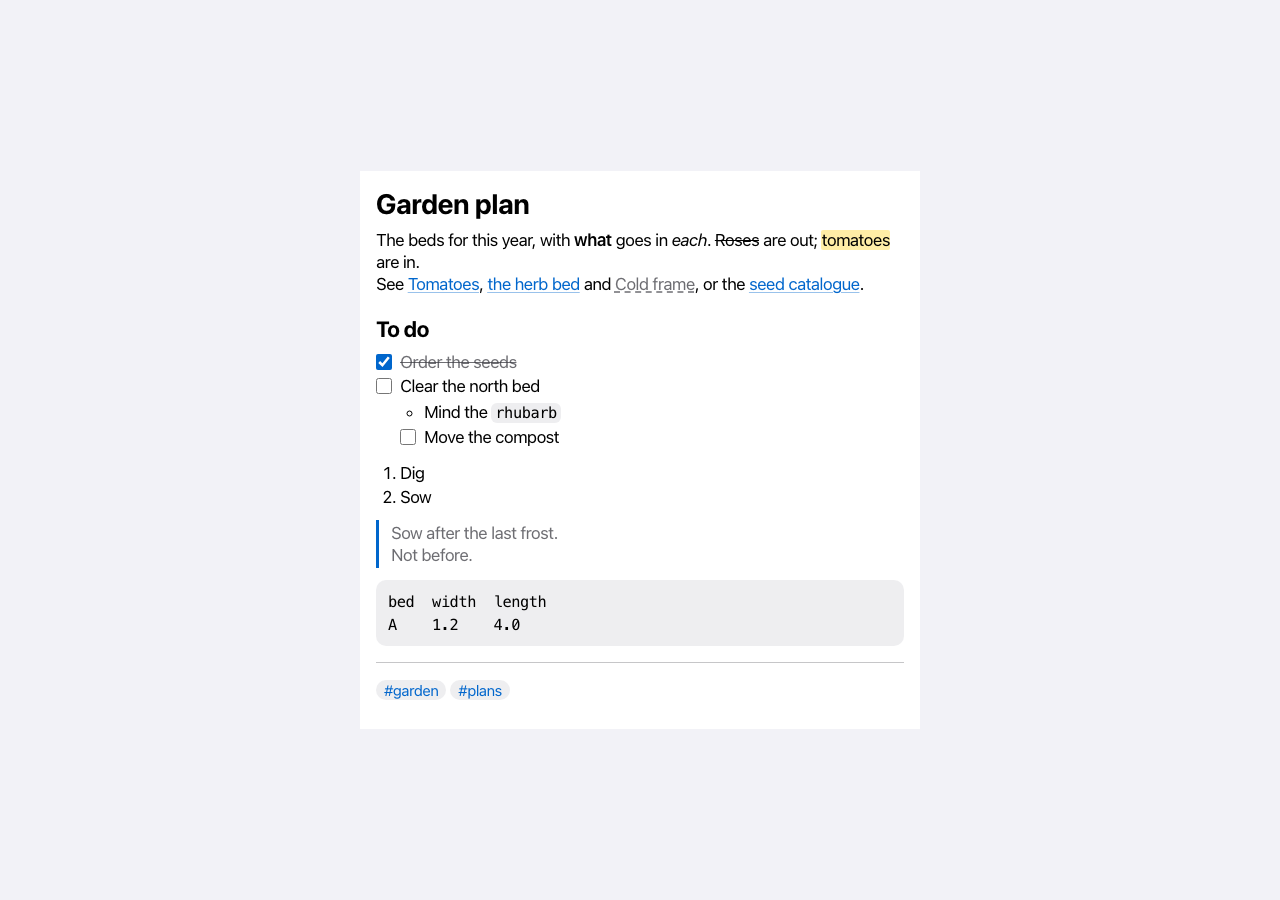 Garden plan
The beds for this year, with what goes in each. Roses are out; tomatoes
are in.
See Tomatoes, the herb bed and Cold frame, or the seed catalogue.
To do
Order the seeds
Clear the north bed
Mind the rhubarb
Move the compost
1. Dig
2. Sow
Sow after the last frost.
Not before.
bed  width  length
A    1.2    4.0
#garden #plans